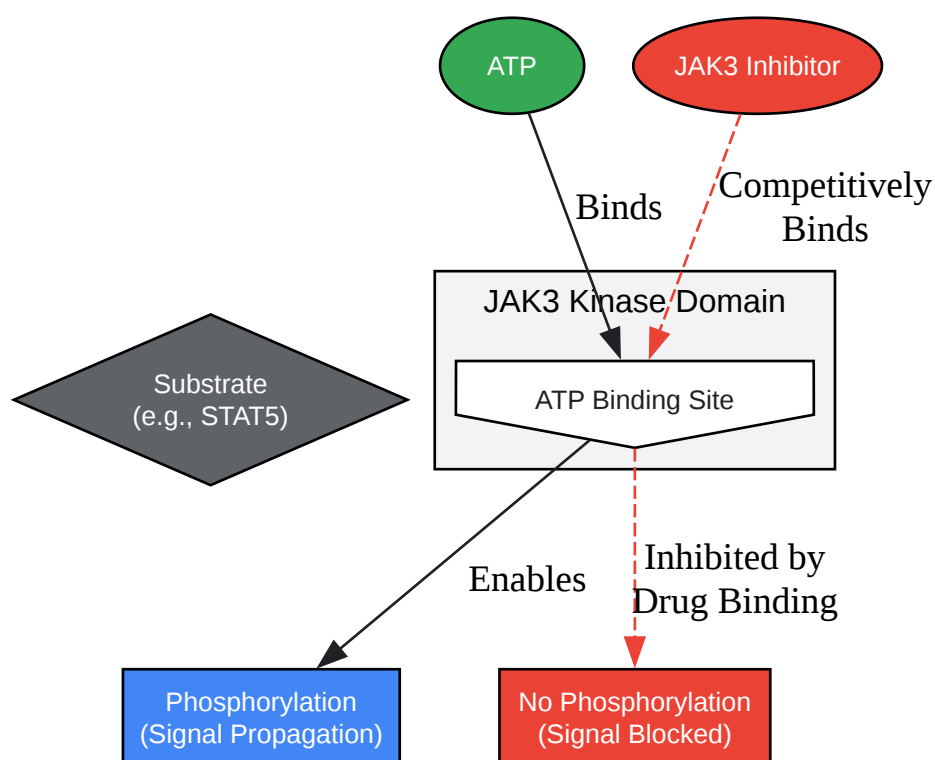 ATP
JAK3 Inhibitor
Binds
Competitively
Binds
JAK3 Kinase Domain
Substrate
(e.g., STAT5)
ATP Binding Site
Enables
Inhibited by
Drug Binding
Phosphorylation
(Signal Propagation)
No Phosphorylation
(Signal Blocked)